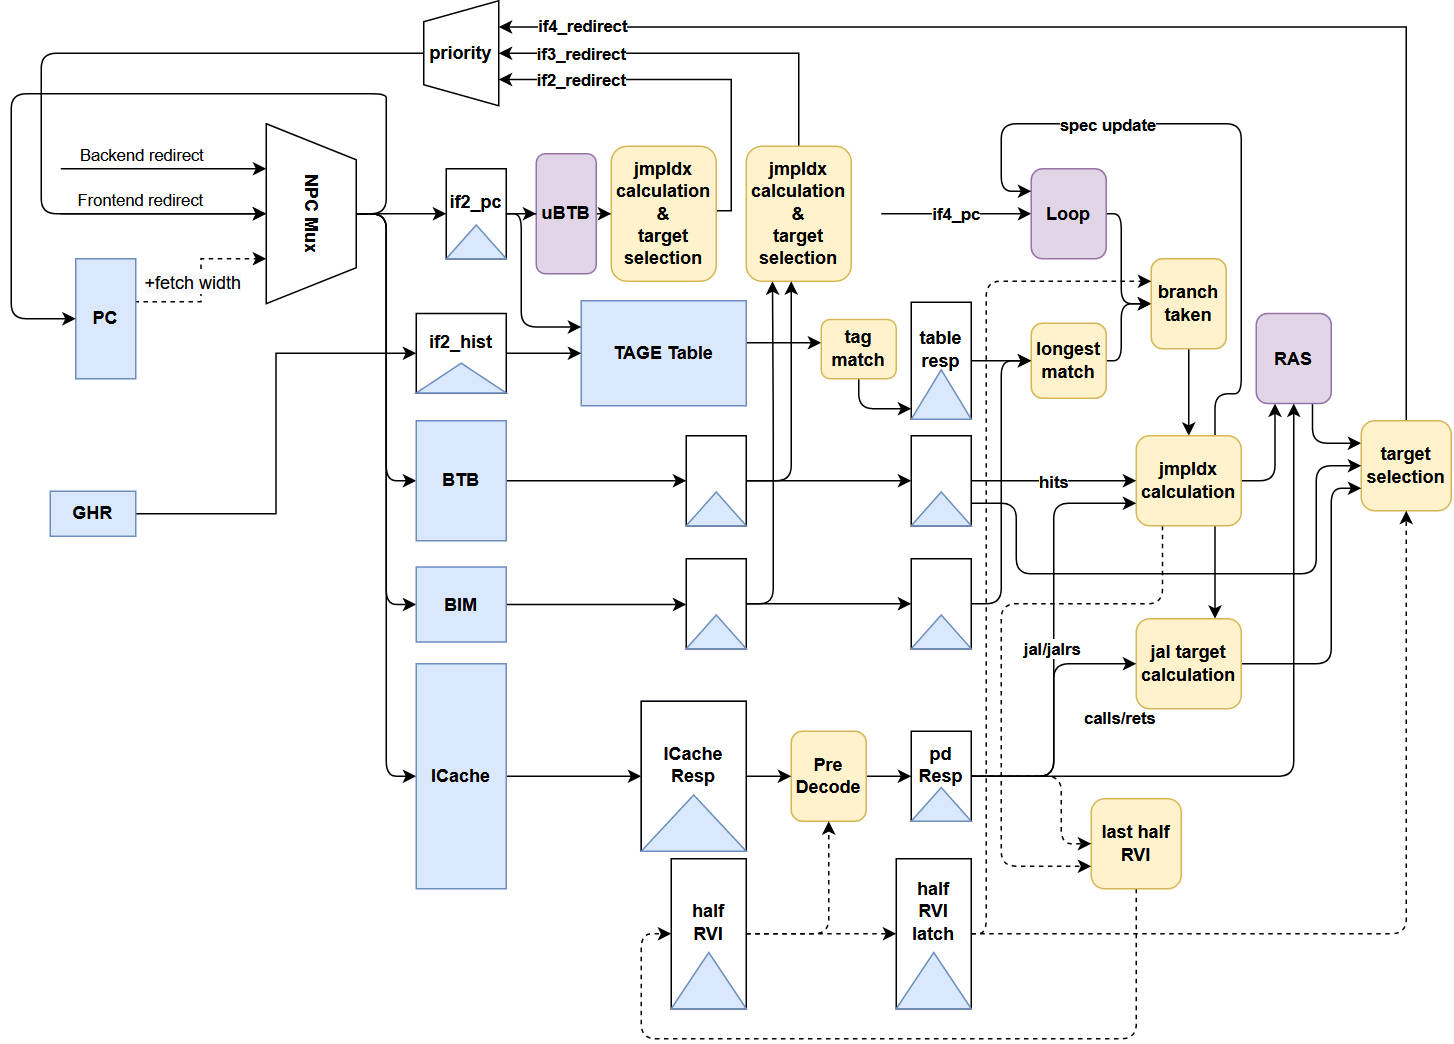 if4_redirect
priority
if3_redirect
if2_redirect
spec update
Backend redirect
Frontend redirect
NPC Mux
+fetch width
PC
if2_pc
uBTB
jmpIdx
calculation
&
target
selection
jmpIdx
calculation
&
target
selection
if4_pc
Loop
branch
taken
if2_hist
TAGE Table
tag
match
table
resp
longest
match
RAS
GHR
BTB
hits
jmpIdx
calculation
target
selection
BIM
jal/jalrs
jal target
calculation
calls/rets
ICache
ICache
Resp
Pre
Decode
pd
Resp
last half
RVI
half
RVI
half
RVI
latch